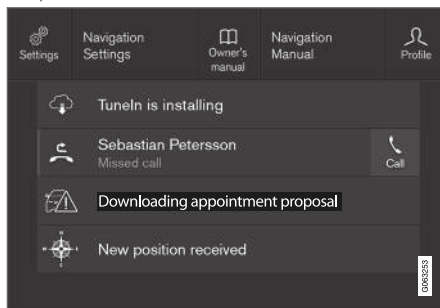 Settings
Navigation
Settings
Owner's
manual
Navigation
Manual
Profile
TuneIn is installing
Sebastian Petersson
Missed call
Call
Downloading appointment proposal
New position received
G063253